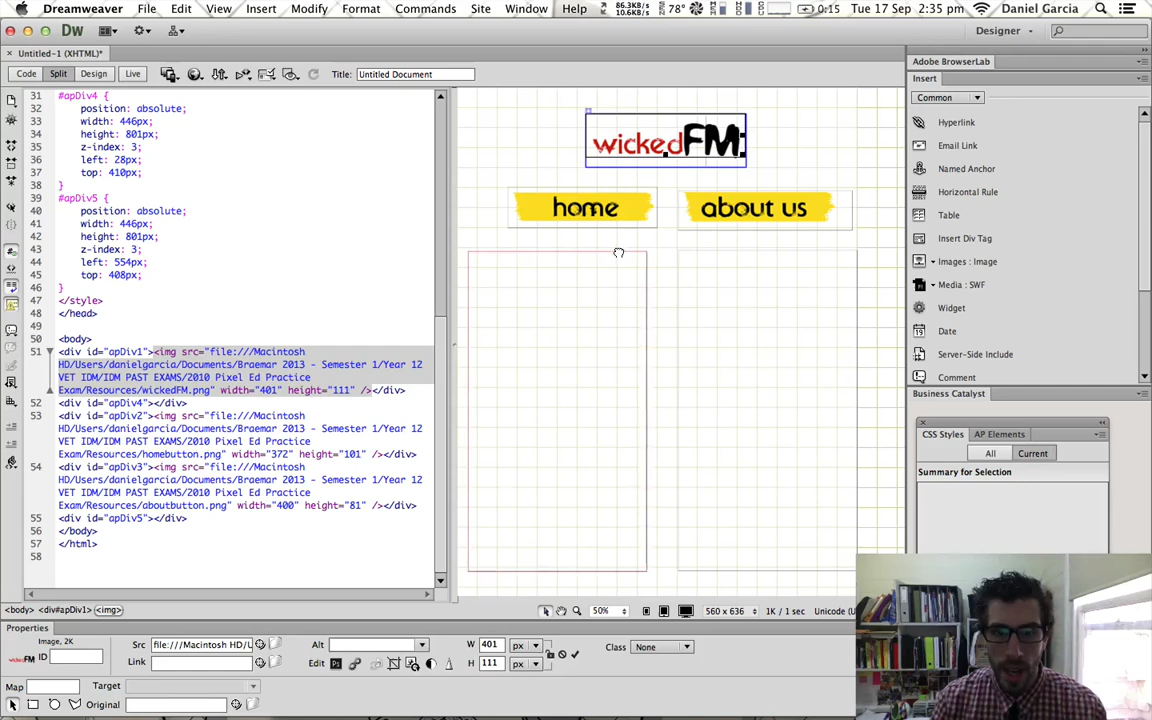 Dreamweaver File Edit View Insert Modify Format Commands Site Window Help 86.3KB/s 10.6KB/s 78° 0:15 Tue 17 Sep 2:35 pm Daniel Garcia
Dw Designer
Untitled-1 (XHTML)*
Code Split Design Live Title: Untitled Document
Adobe BrowserLab
Insert
Common
Hyperlink
Email Link
Named Anchor
Horizontal Rule
Table
Insert Div Tag
Images : Image
Media : SWF
Widget
Date
Server-Side Include
Comment
Business Catalyst
CSS Styles AP Elements
All Current
Summary for Selection
31 #apDiv4 {
32 position: absolute;
33 width: 446px;
34 height: 801px;
35 z-index: 3;
36 left: 28px;
37 top: 410px;
38 }
39 #apDiv5 {
40 position: absolute;
41 width: 446px;
42 height: 801px;
43 z-index: 3;
44 left: 554px;
45 top: 408px;
46 }
47 </style>
48 </head>
49
50 <body>
51 <div id="apDiv1"><img src="file:///Macintosh
HD/Users/danielgarcia/Documents/Braemar 2013 - Semester 1/Year 12
VET IDM/IDM PAST EXAMS/2010 Pixel Ed Practice
Exam/Resources/wickedFM.png" width="401" height="111" /></div>
52 <div id="apDiv4"></div>
53 <div id="apDiv2"><img src="file:///Macintosh
HD/Users/danielgarcia/Documents/Braemar 2013 - Semester 1/Year 12
VET IDM/IDM PAST EXAMS/2010 Pixel Ed Practice
Exam/Resources/homebutton.png" width="372" height="101" /></div>
54 <div id="apDiv3"><img src="file:///Macintosh
HD/Users/danielgarcia/Documents/Braemar 2013 - Semester 1/Year 12
VET IDM/IDM PAST EXAMS/2010 Pixel Ed Practice
Exam/Resources/aboutbutton.png" width="400" height="81" /></div>
55 <div id="apDiv5"></div>
56 </body>
57 </html>
58
wickedFM
home about us
<body> <div#apDiv1> <img> 50% 560 x 636 1K / 1 sec Unicode (U
Properties
Image, 2K Src file:///Macintosh HD/U Alt W 401 px Class None
wickedFM ID Link Edit Ps H 111 px
Map Target
Original